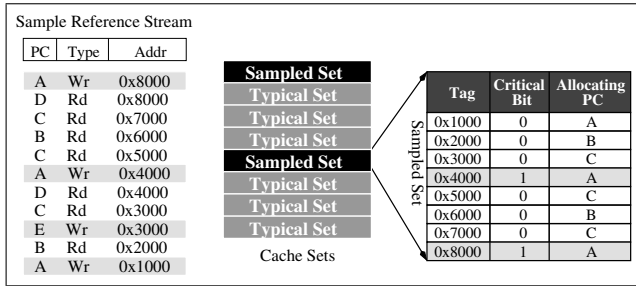 Sample Reference Stream
PC Type Addr
A Wr 0x8000
D Rd 0x8000
C Rd 0x7000
B Rd 0x6000
C Rd 0x5000
A Wr 0x4000
D Rd 0x4000
C Rd 0x3000
E Wr 0x3000
B Rd 0x2000
A Wr 0x1000
Sampled Set
Typical Set
Typical Set
Typical Set
Sampled Set
Typical Set
Typical Set
Typical Set
Cache Sets
Sampled Set
Tag Critical Bit Allocating PC
0x1000 0 A
0x2000 0 B
0x3000 0 C
0x4000 1 A
0x5000 0 C
0x6000 0 B
0x7000 0 C
0x8000 1 A